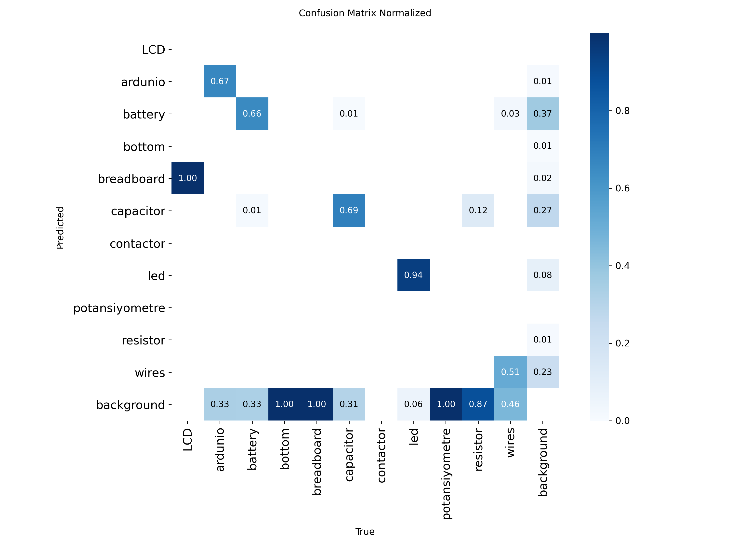 Confusion Matrix Normalized
LCD
ardunio 0.67 0.01
battery 0.66 0.01 0.03 0.37
bottom 0.01
breadboard 1.00 0.02
capacitor 0.01 0.69 0.12 0.27
contactor
led 0.94 0.08
potansiyometre
resistor 0.01
wires 0.51 0.23
background 0.33 0.33 1.00 1.00 0.31 0.06 1.00 0.87 0.46
LCD ardunio battery bottom breadboard capacitor contactor led potansiyometre resistor wires background
Predicted
True
0.8
0.6
0.4
0.2
0.0